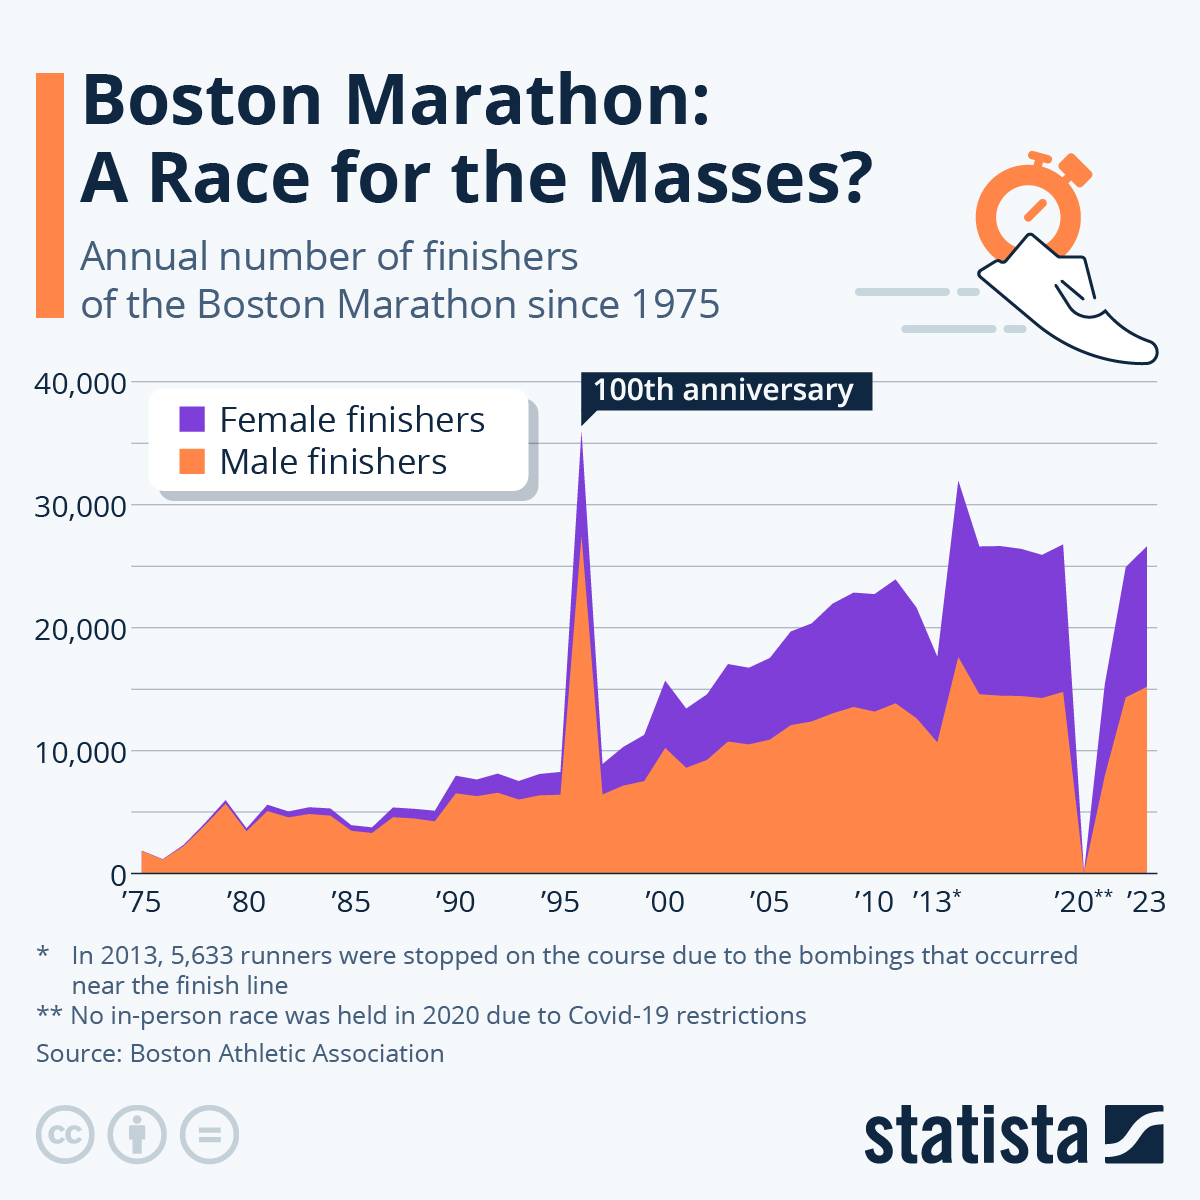 Boston Marathon:
A Race for the Masses?
Annual number of finishers
of the Boston Marathon since 1975
40,000
30,000
20,000
10,000
0
Female finishers
Male finishers
100th anniversary
’75
’80
’85
’90
’95
’00
’05
’10
’13*
’20**
’23
* In 2013, 5,633 runners were stopped on the course due to the bombings that occurred
near the finish line
** No in-person race was held in 2020 due to Covid-19 restrictions
Source: Boston Athletic Association
cc
statista